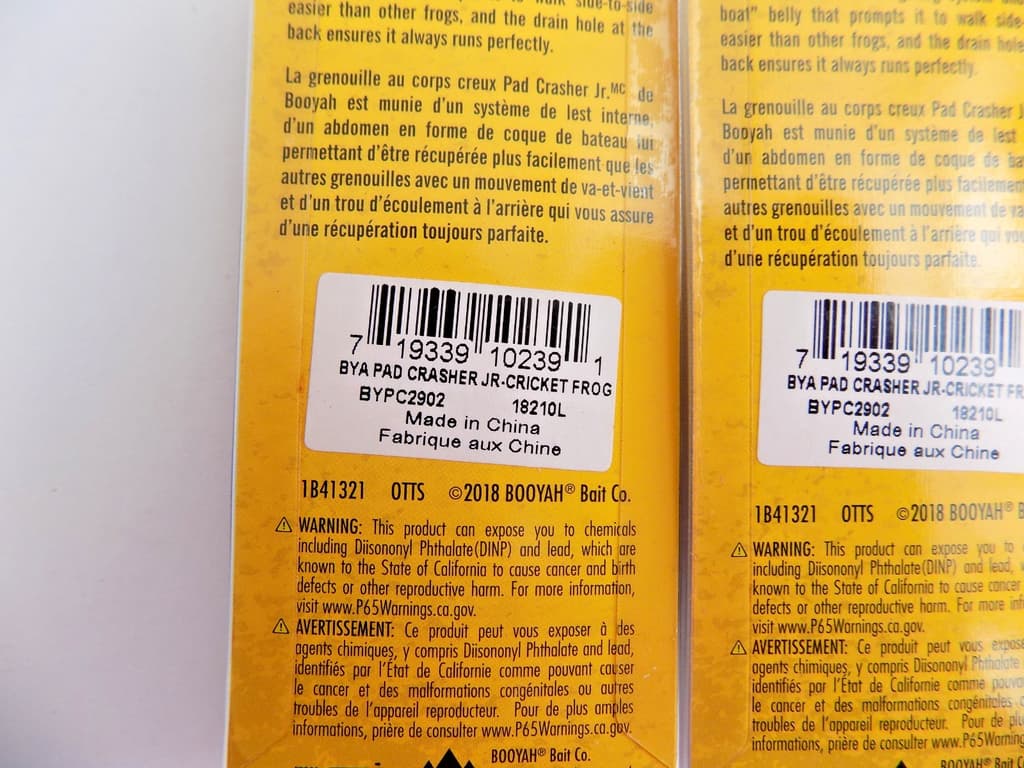 easier than other frogs, and the drain hole at the
back ensures it always runs perfectly.
La grenouille au corps creux Pad Crasher Jr.MC de
Booyah est munie d'un système de lest interne,
d'un abdomen en forme de coque de bateau lui
permettant d'être récupérée plus facilement que les
autres grenouilles avec un mouvement de va-et-vient
et d'un trou d'écoulement à l'arrière qui vous assure
d'une récupération toujours parfaite.
7 19339 10239 1
BYA PAD CRASHER JR-CRICKET FROG
BYPC2902 18210L
Made in China
Fabrique aux Chine
1B41321 OTTS ©2018 BOOYAH® Bait Co.
⚠ WARNING: This product can expose you to chemicals
including Diisononyl Phthalate(DINP) and lead, which are
known to the State of California to cause cancer and birth
defects or other reproductive harm. For more information,
visit www.P65Warnings.ca.gov.
⚠ AVERTISSEMENT: Ce produit peut vous exposer à des
agents chimiques, y compris Diisononyl Phthalate and lead,
identifiés par l'État de Californie comme pouvant causer
le cancer et des malformations congénitales ou autres
troubles de l'appareil reproducteur. Pour de plus amples
informations, prière de consulter www.P65Warnings.ca.gov.
BOOYAH® Bait Co.
boat" belly that prompts it to walk side-
easier than other frogs, and the drain hole
back ensures it always runs perfectly.
La grenouille au corps creux Pad Crasher
Booyah est munie d'un système de lest
d'un abdomen en forme de coque de
permettant d'être récupérée plus
autres grenouilles avec un mouvement de
et d'un trou d'écoulement à l'arrière qui
d'une récupération toujours parfaite.
7 19339 10239
BYA PAD CRASHER JR-CRICKET
BYPC2902 18210L
Made in China
Fabrique aux Chine
1B41321 OTTS ©2018 BOOYAH®
⚠ WARNING: This product can expose you to
including Diisononyl Phthalate(DINP) and lead,
known to the State of California to cause cancer
defects or other reproductive harm. For more
visit www.P65Warnings.ca.gov.
⚠ AVERTISSEMENT: Ce produit peut vous
agents chimiques, y compris Diisononyl Phthalate
identifiés par l'État de Californie comme
le cancer et des malformations congénitales
troubles de l'appareil reproducteur. Pour de
informations, prière de consulter
BOOYAH® Bait